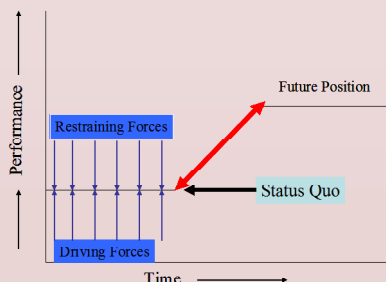 Future Position
Restraining Forces
Performance
Status Quo
Driving Forces
Time